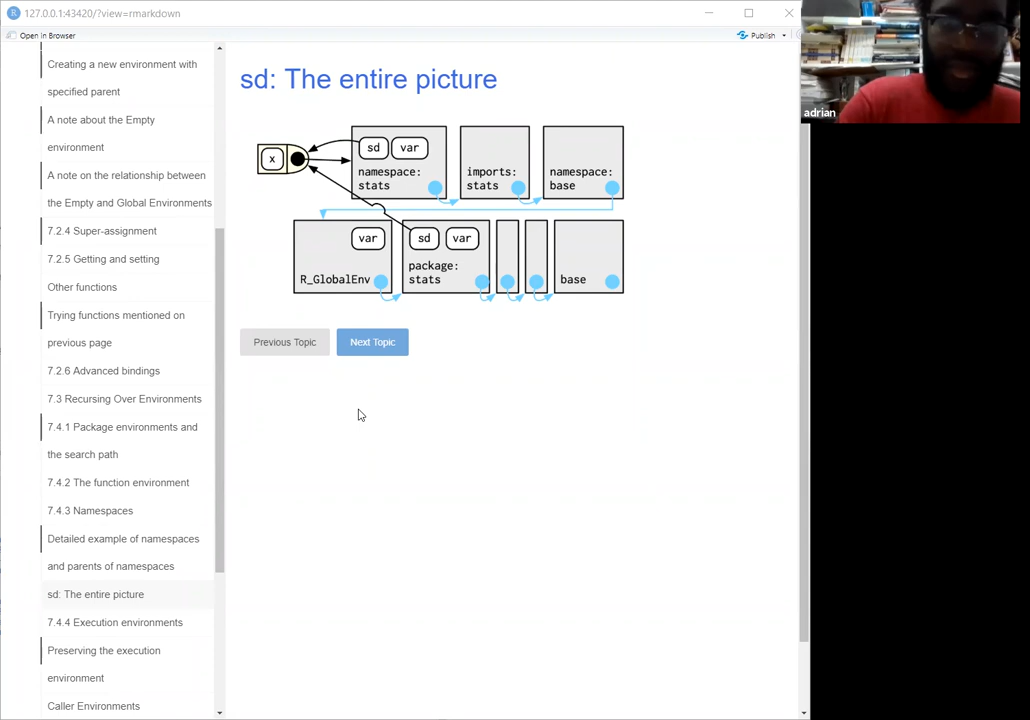 127.0.0.1:43420/?view=rmarkdown
Open in Browser
Publish
Creating a new environment with
specified parent
A note about the Empty
environment
A note on the relationship between
the Empty and Global Environments
7.2.4 Super-assignment
7.2.5 Getting and setting
Other functions
Trying functions mentioned on
previous page
7.2.6 Advanced bindings
7.3 Recursing Over Environments
7.4.1 Package environments and
the search path
7.4.2 The function environment
7.4.3 Namespaces
Detailed example of namespaces
and parents of namespaces
sd: The entire picture
7.4.4 Execution environments
Preserving the execution
environment
Caller Environments
sd: The entire picture
x
sd var
namespace:
stats
imports:
stats
namespace:
base
var
R_GlobalEnv
sd var
package:
stats
base
Previous Topic
Next Topic
adrian